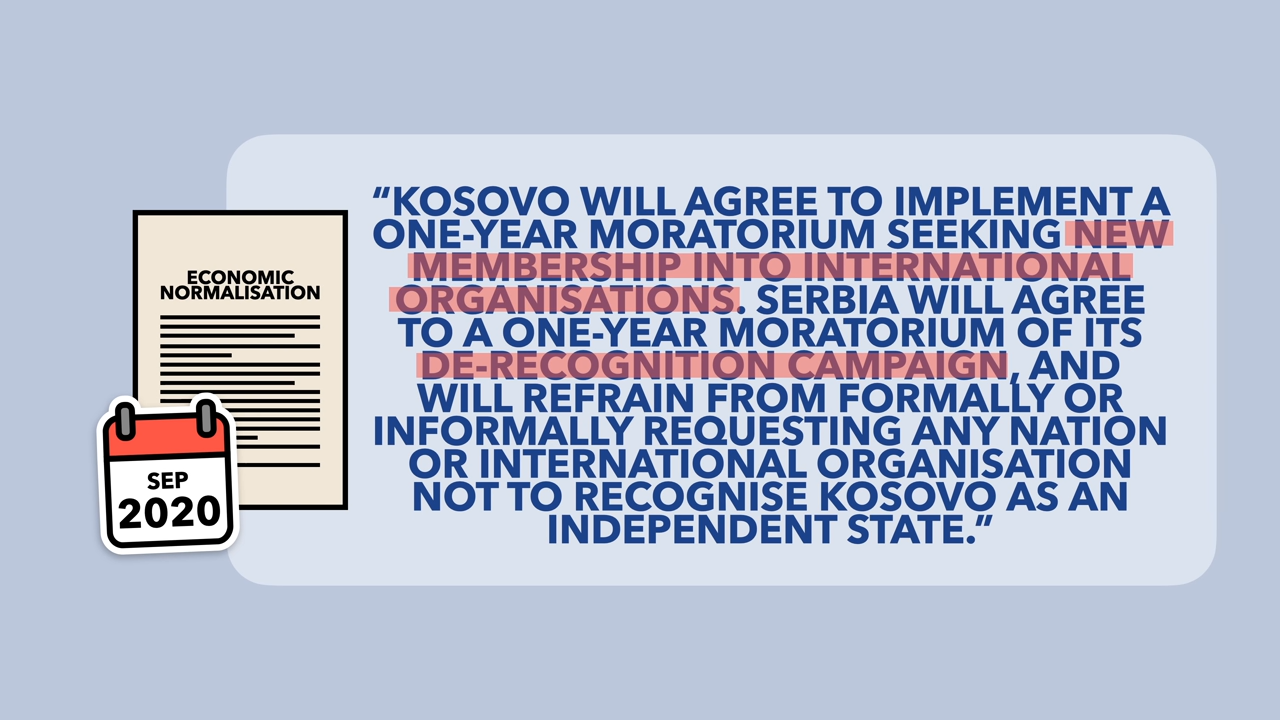 ECONOMIC
NORMALISATION
SEP
2020
“KOSOVO WILL AGREE TO IMPLEMENT A
ONE-YEAR MORATORIUM SEEKING NEW
MEMBERSHIP INTO INTERNATIONAL
ORGANISATIONS. SERBIA WILL AGREE
TO A ONE-YEAR MORATORIUM OF ITS
DE-RECOGNITION CAMPAIGN, AND
WILL REFRAIN FROM FORMALLY OR
INFORMALLY REQUESTING ANY NATION
OR INTERNATIONAL ORGANISATION
NOT TO RECOGNISE KOSOVO AS AN
INDEPENDENT STATE.”